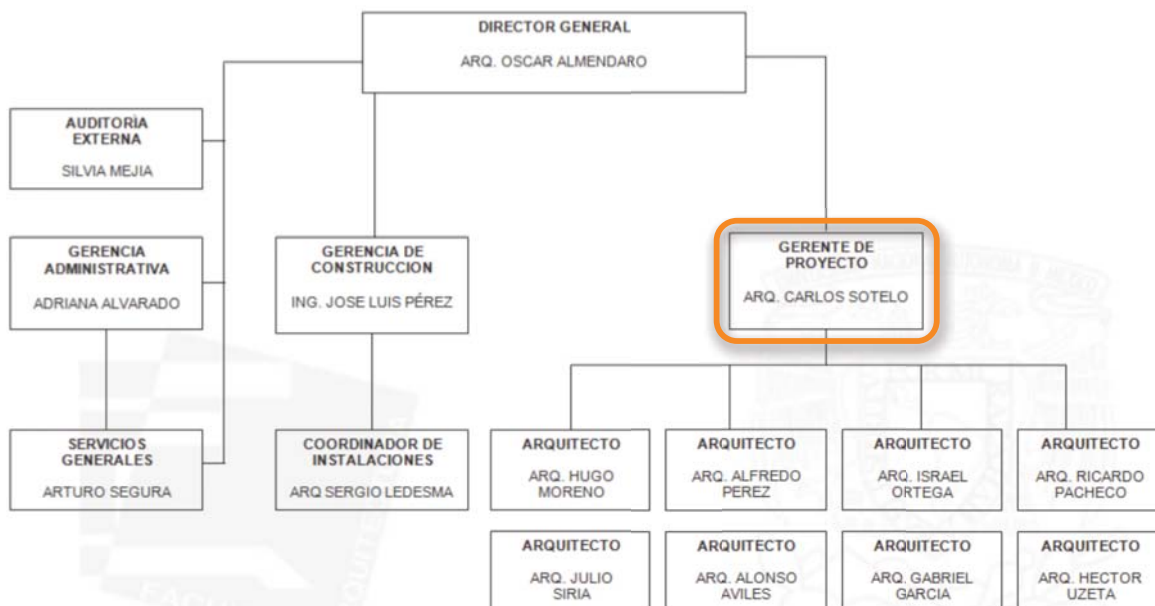 DIRECTOR GENERAL
ARQ. OSCAR ALMENDARO
AUDITORÌA
EXTERNA
SILVIA MEJIA
GERENCIA
ADMINISTRATIVA
ADRIANA ALVARADO
GERENCIA DE
CONSTRUCCION
ING. JOSE LUIS PÉREZ
GERENTE DE
PROYECTO
ARQ. CARLOS SOTELO
SERVICIOS
GENERALES
ARTURO SEGURA
COORDINADOR DE
INSTALACIONES
ARQ SERGIO LEDESMA
ARQUITECTO
ARQ. HUGO
MORENO
ARQUITECTO
ARQ. ALFREDO
PEREZ
ARQUITECTO
ARQ. ISRAEL
ORTEGA
ARQUITECTO
ARQ. RICARDO
PACHECO
ARQUITECTO
ARQ. JULIO
SIRIA
ARQUITECTO
ARQ. ALONSO
AVILES
ARQUITECTO
ARQ. GABRIEL
GARCIA
ARQUITECTO
ARQ. HECTOR
UZETA